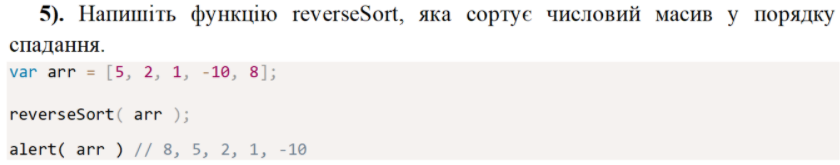 5). Напишіть функцію reverseSort, яка сортує числовий масив у порядку
спадання.
var arr = [5, 2, 1, -10, 8];
reverseSort( arr );
alert( arr ) // 8, 5, 2, 1, -10